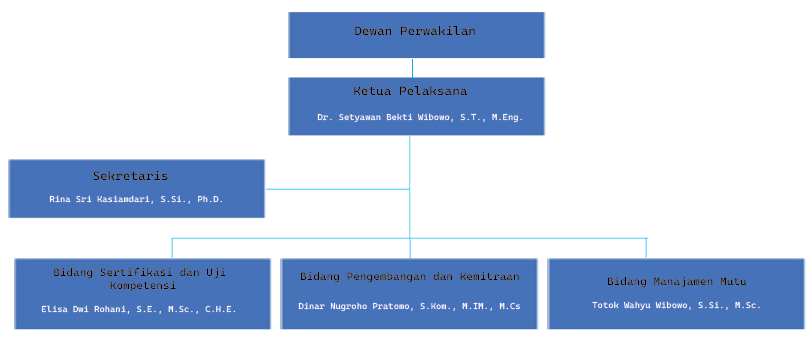 Dewan Perwakilan
Ketua Pelaksana
Dr. Setyawan Bekti Wibowo, S.T., M.Eng.
Sekretaris
Rina Sri Kasiamdari, S.Si., Ph.D.
Bidang Sertifikasi dan Uji
Kompetensi
Elisa Dwi Rohani, S.E., M.Sc., C.H.E.
Bidang Pengembangan dan Kemitraan
Dinar Nugroho Pratomo, S.Kom., M.IM., M.Cs
Bidang Manajemen Mutu
Totok Wahyu Wibowo, S.Si., M.Sc.